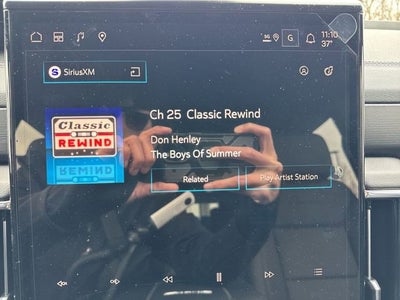 5G
G
11:10
37°
S SiriusXM
Ch 25 Classic Rewind
Classic
REWIND
Don Henley
The Boys Of Summer
Related
Play Artist Station